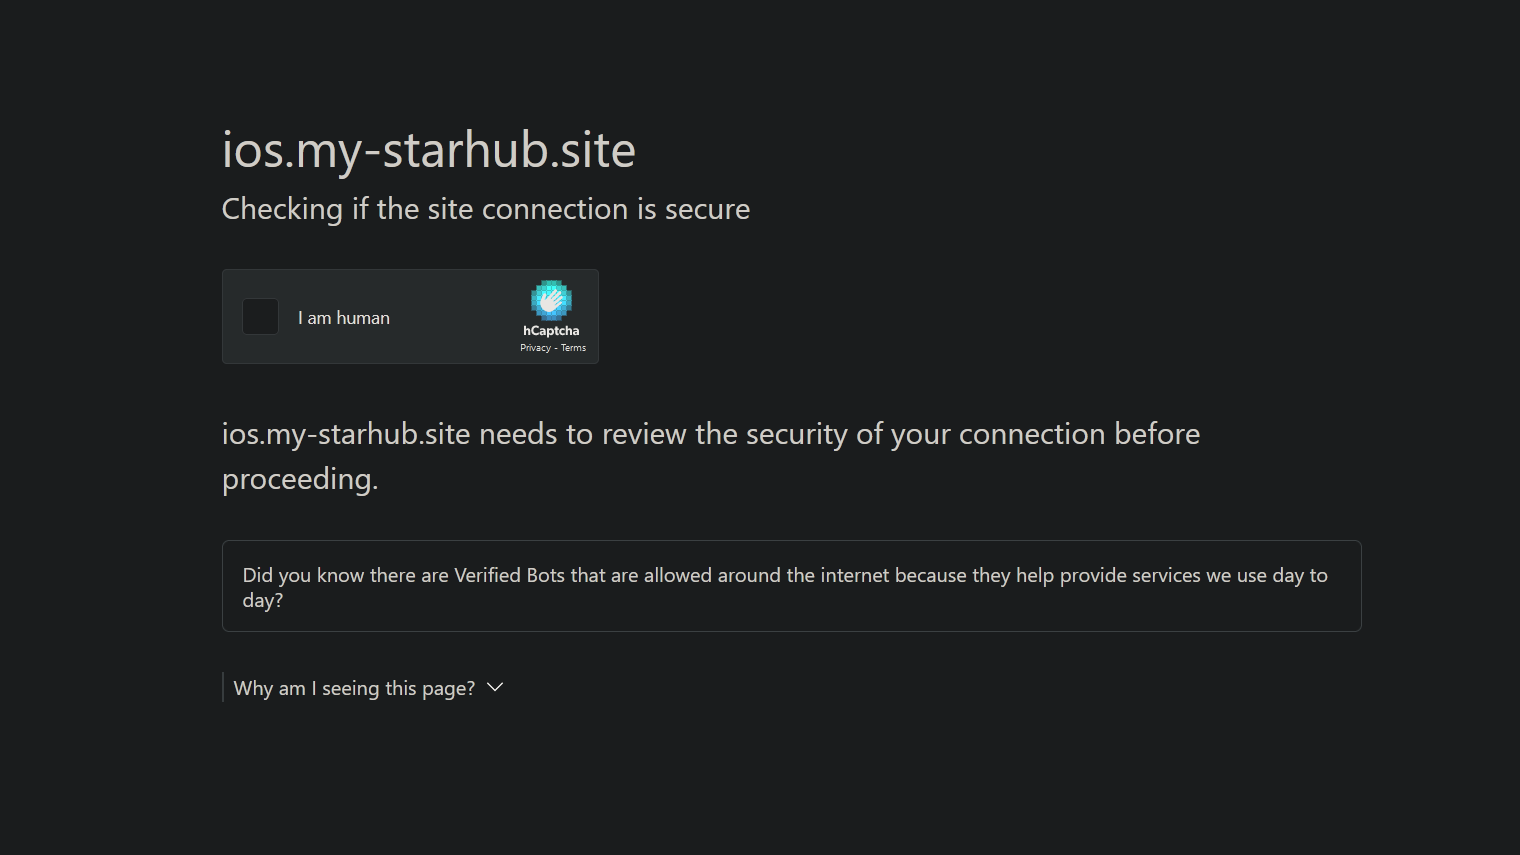 ios.my-starhub.site
Checking if the site connection is secure
I am human
hCaptcha
Privacy - Terms
ios.my-starhub.site needs to review the security of your connection before
proceeding.
Did you know there are Verified Bots that are allowed around the internet because they help provide services we use day to
day?
Why am I seeing this page?